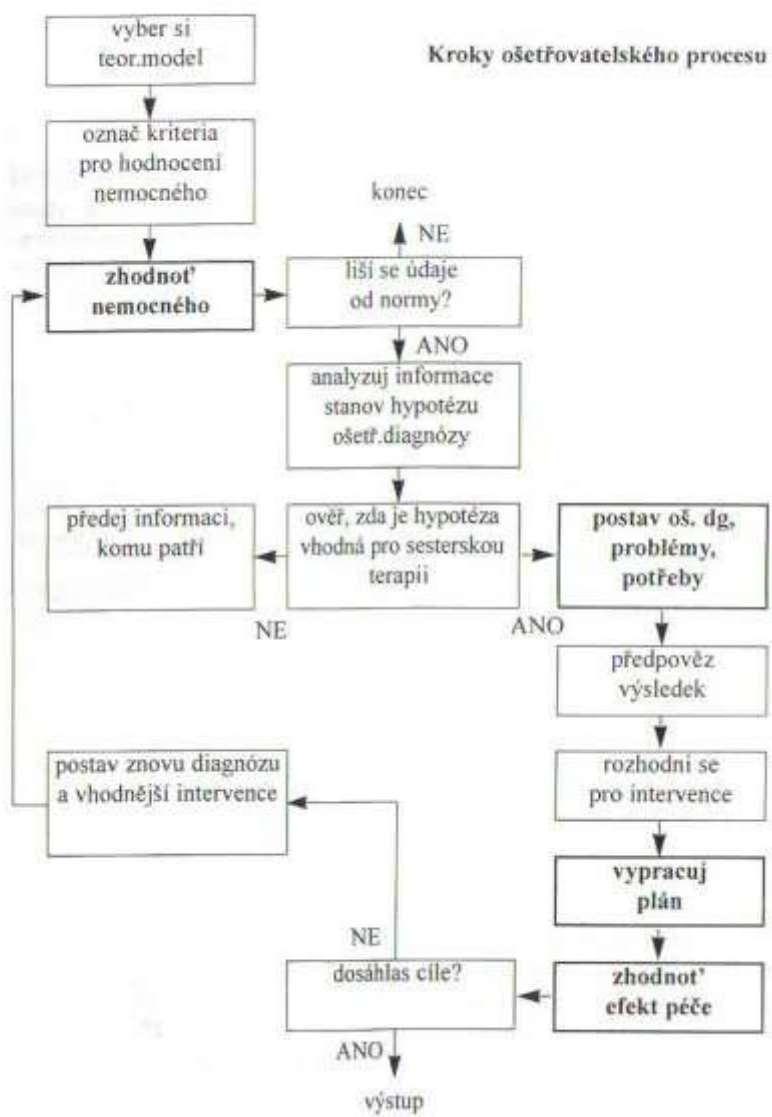 Kroky ošetřovatelského procesu
vyber si
teor.model
označ kriteria
pro hodnocení
nemocného
konec
NE
zhodnoť
nemocného
liší se údaje
od normy?
ANO
analyzuj informace
stanov hypotézu
ošetř.diagnózy
předej informaci,
komu patří
ověř, zda je hypotéza
vhodná pro sesterskou
terapii
postav oš. dg,
problémy,
potřeby
NE
ANO
předpověz
výsledek
postav znovu diagnózu
a vhodnější intervence
rozhodni se
pro intervence
vypracuj
plán
NE
dosáhlas cíle?
zhodnoť
efekt péče
ANO
výstup